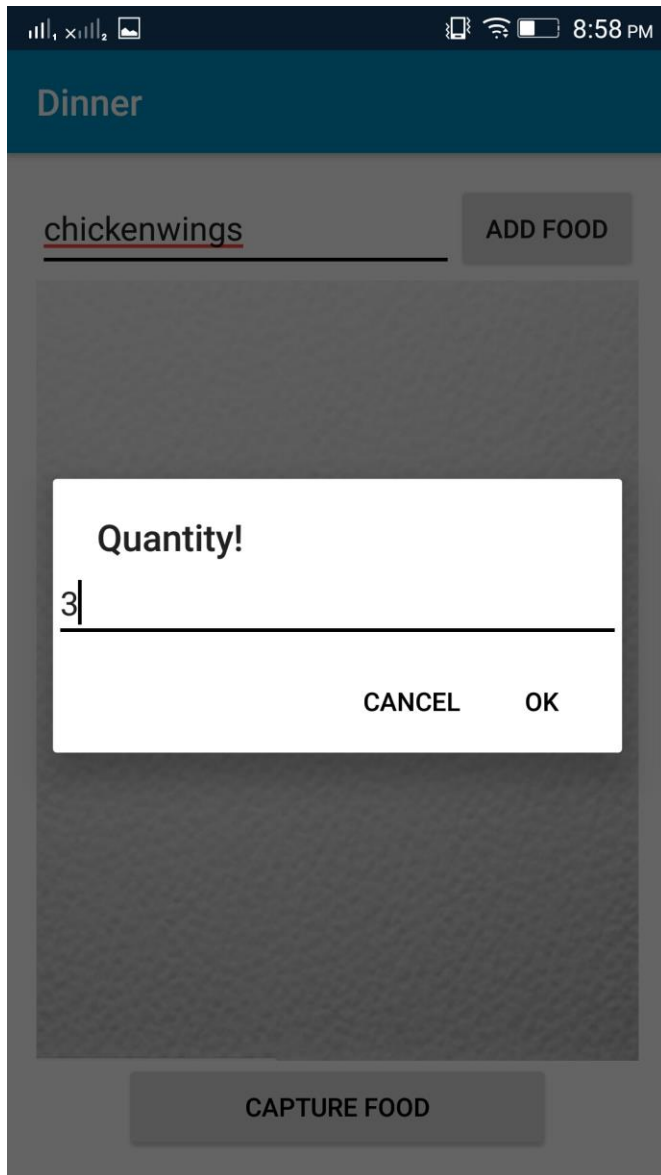 8:58 PM
Dinner
chickenwings
ADD FOOD
Quantity!
3
CANCEL OK
CAPTURE FOOD